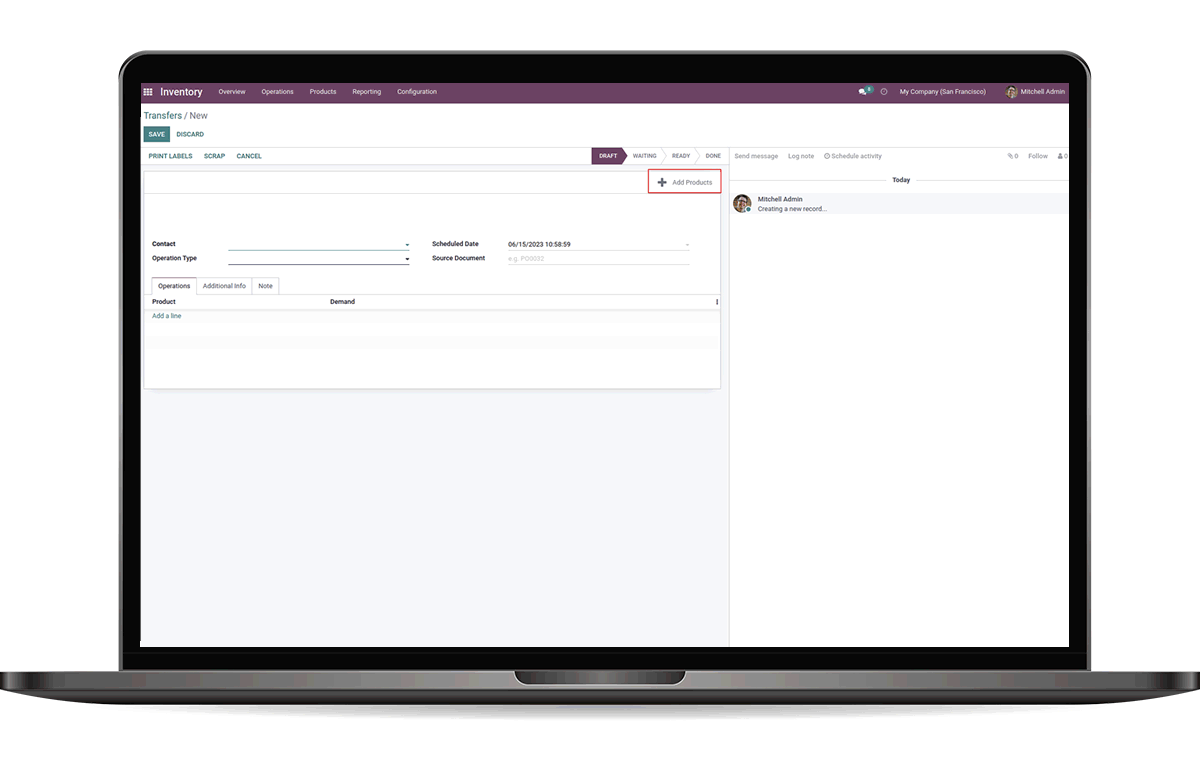 Inventory Overview Operations Products Reporting Configuration 8 My Company (San Francisco) Mitchell Admin
Transfers / New
SAVE DISCARD
PRINT LABELS SCRAP CANCEL DRAFT WAITING READY DONE Send message Log note Schedule activity 0 Follow 0
Add Products
Today
Mitchell Admin
Creating a new record...
Contact Scheduled Date 06/15/2023 10:58:59
Operation Type Source Document e.g. PO0032
Operations Additional Info Note
Product Demand
Add a line